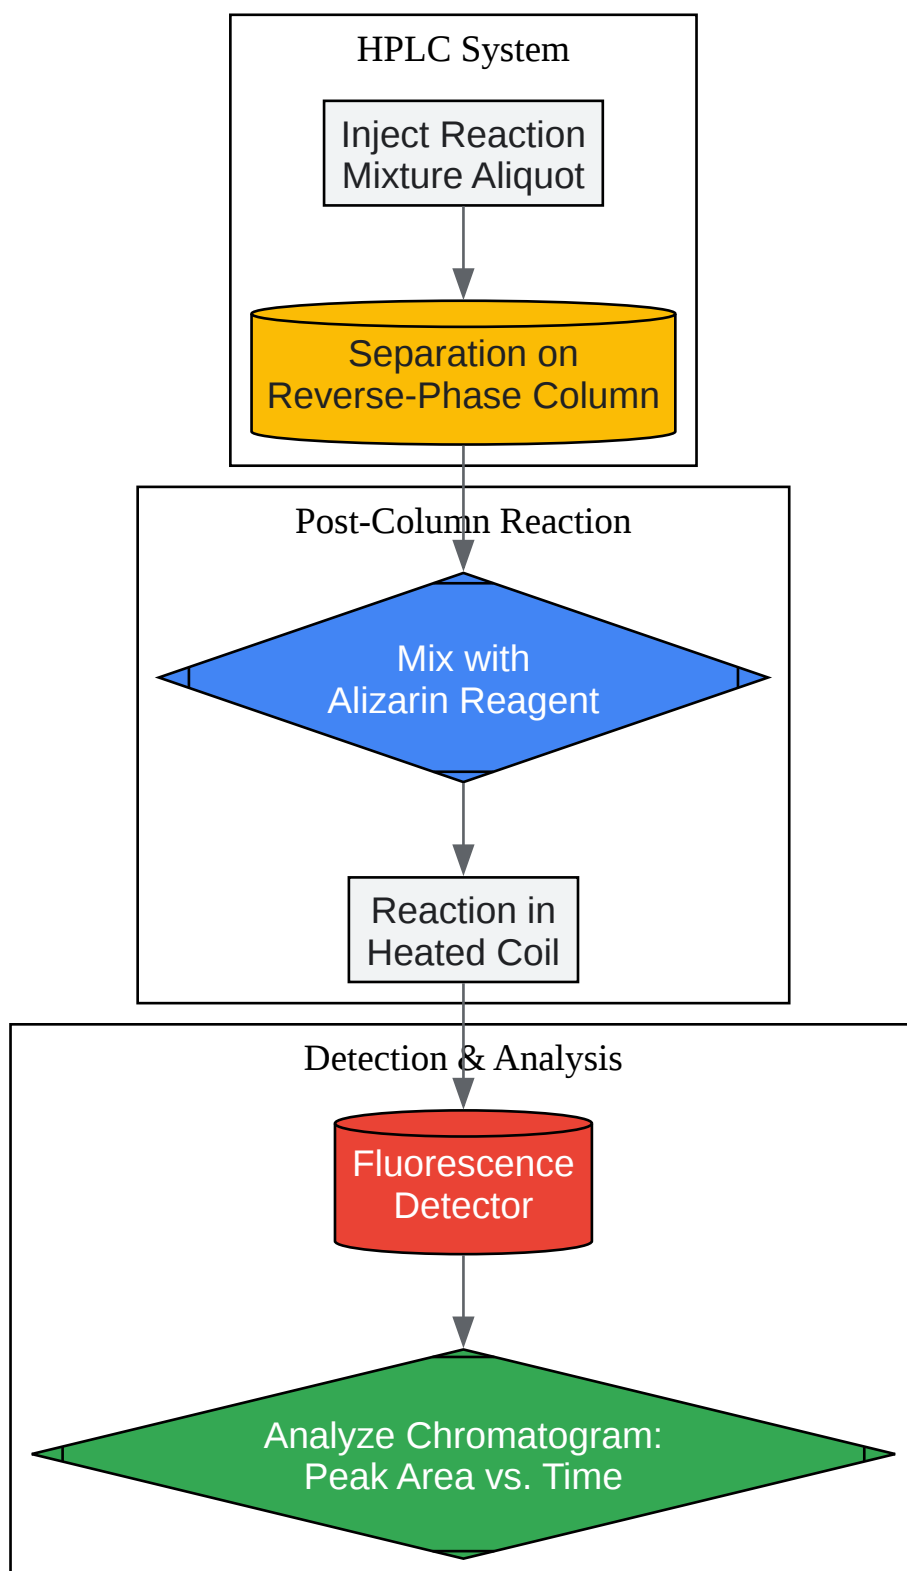 HPLC System
Inject Reaction
Mixture Aliquot
Separation on
Reverse-Phase Column
Post-Column Reaction
Mix with
Alizarin Reagent
Reaction in
Heated Coil
Detection & Analysis
Fluorescence
Detector
Analyze Chromatogram:
Peak Area vs. Time